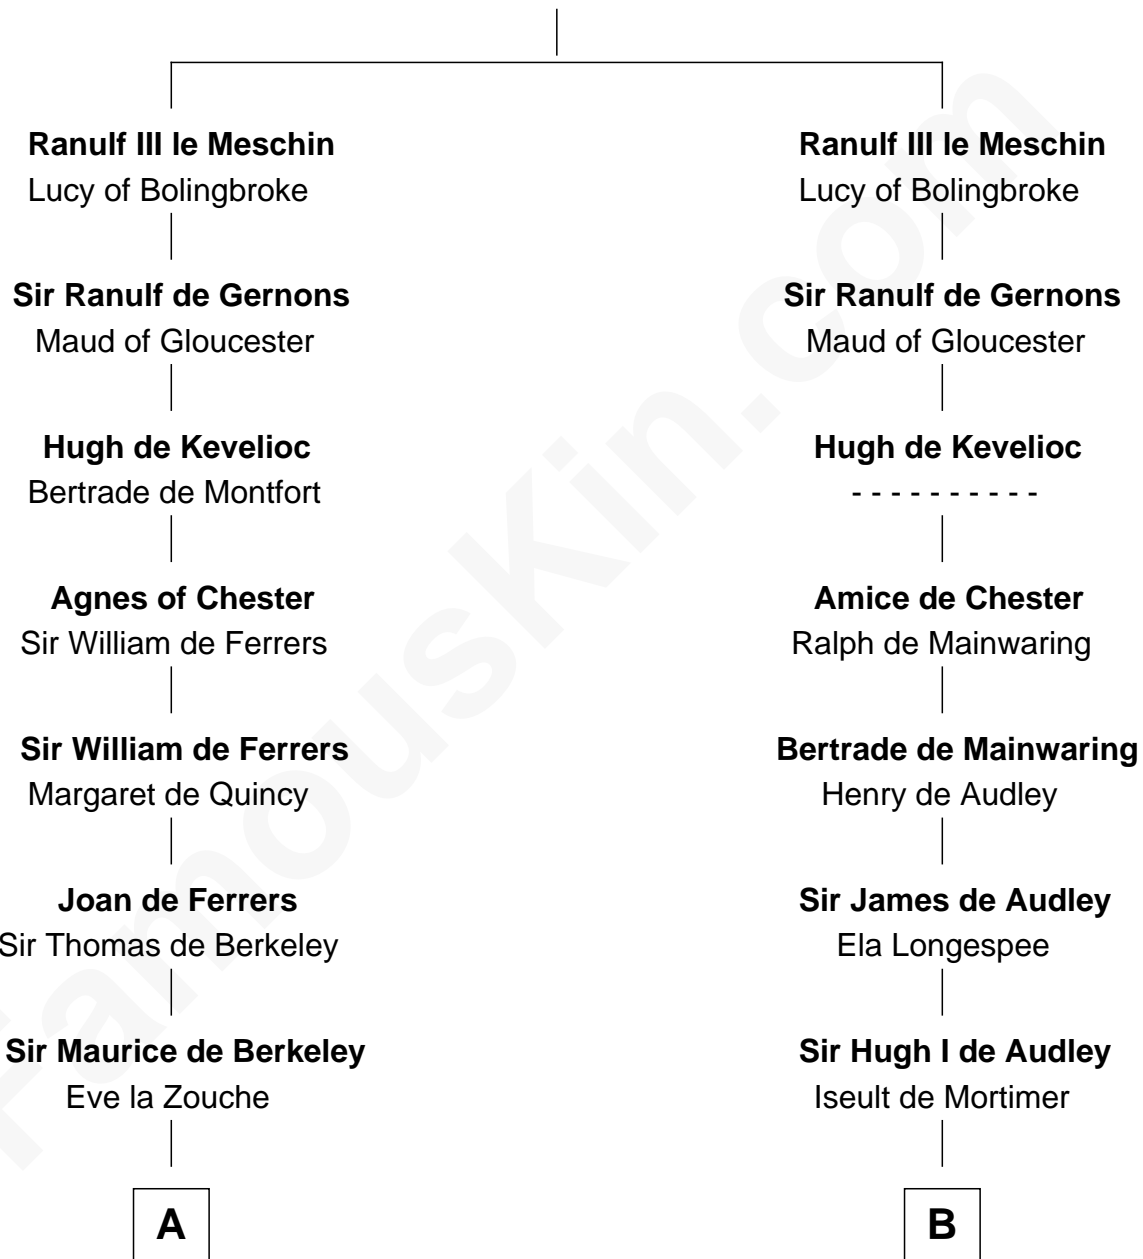 Ranulf III le Meschin
Lucy of Bolingbroke
Sir Ranulf de Gernons
Maud of Gloucester
Hugh de Kevelioc
Bertrade de Montfort
Agnes of Chester
Sir William de Ferrers
Sir William de Ferrers
Margaret de Quincy
Joan de Ferrers
Sir Thomas de Berkeley
Sir Maurice de Berkeley
Eve la Zouche
A
Ranulf III le Meschin
Lucy of Bolingbroke
Sir Ranulf de Gernons
Maud of Gloucester
Hugh de Kevelioc
- - - - - - - - - -
Amice de Chester
Ralph de Mainwaring
Bertrade de Mainwaring
Henry de Audley
Sir James de Audley
Ela Longespee
Sir Hugh I de Audley
Iseult de Mortimer
B
FamousKin.com